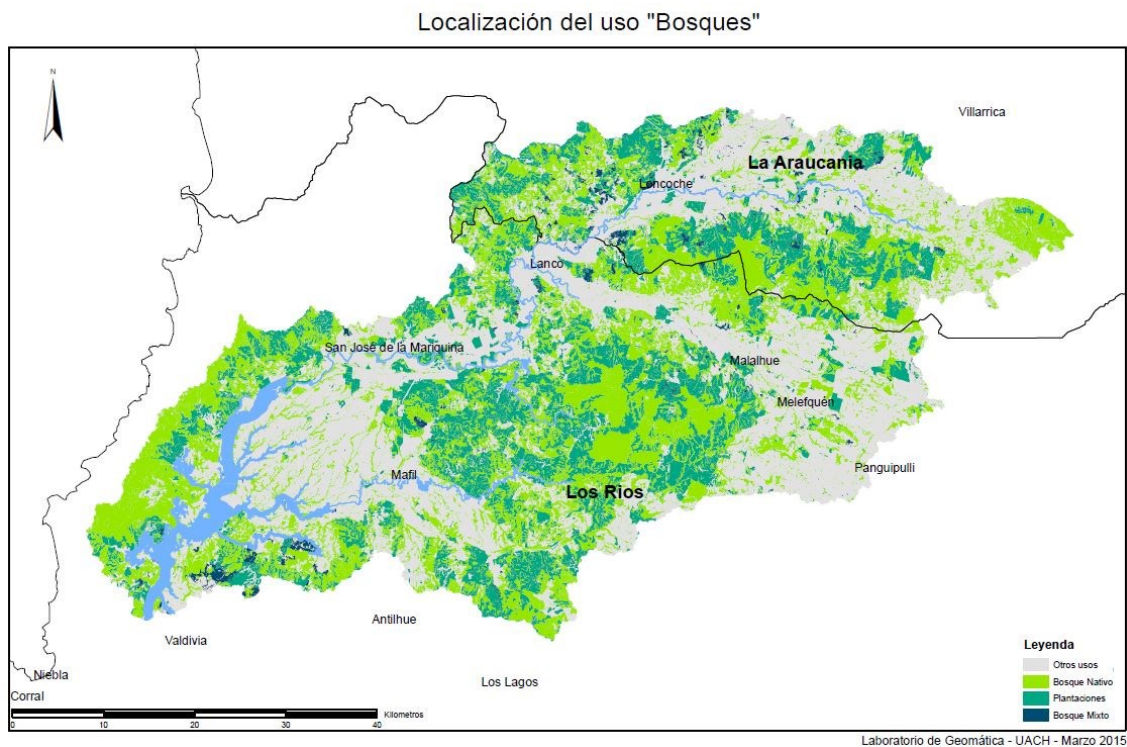 Localización del uso "Bosques"
N
Villarrica
La Araucania
Loncoche
Lanco
San José de la Mariquina
Malalhue
Melefquén
Panguipulli
Mafil
Los Rios
Antilhue
Valdivia
Niebla
Los Lagos
Corral
Leyenda
Otros usos
Bosque Nativo
Plantaciones
Bosque Mixto
Kilometros
0 10 20 30 40
Laboratorio de Geomática - UACH - Marzo 2015